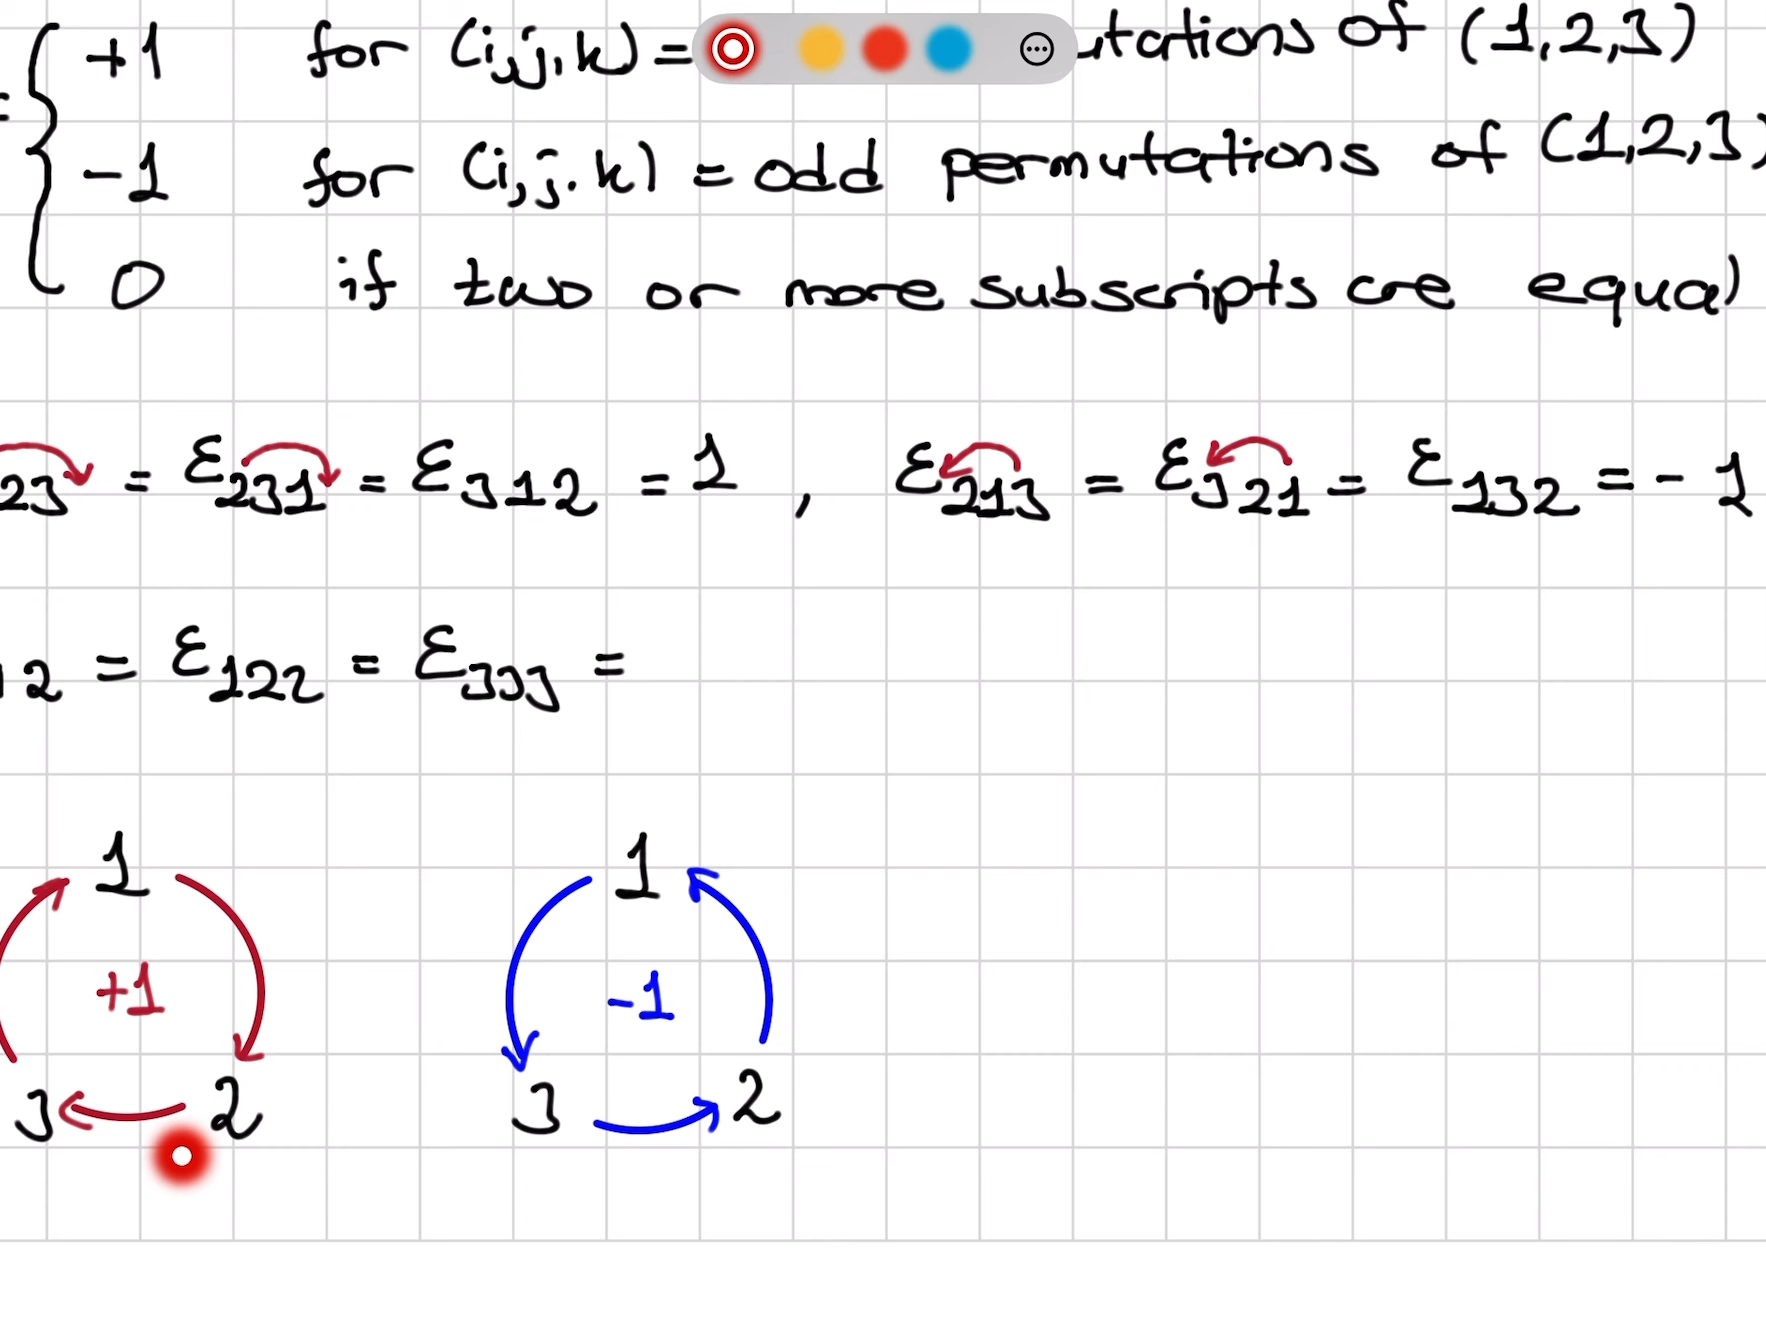 = { +1 for (i,j,k) = utations of (1,2,3)
-1 for (i,j,k) = odd permutations of (1,2,3)
0 if two or more subscripts are equal
23 = ε231 = ε312 = 1 , ε213 = ε321 = ε132 = -1
12 = ε122 = ε333 =
1 1
+1 -1
3 2 3 2